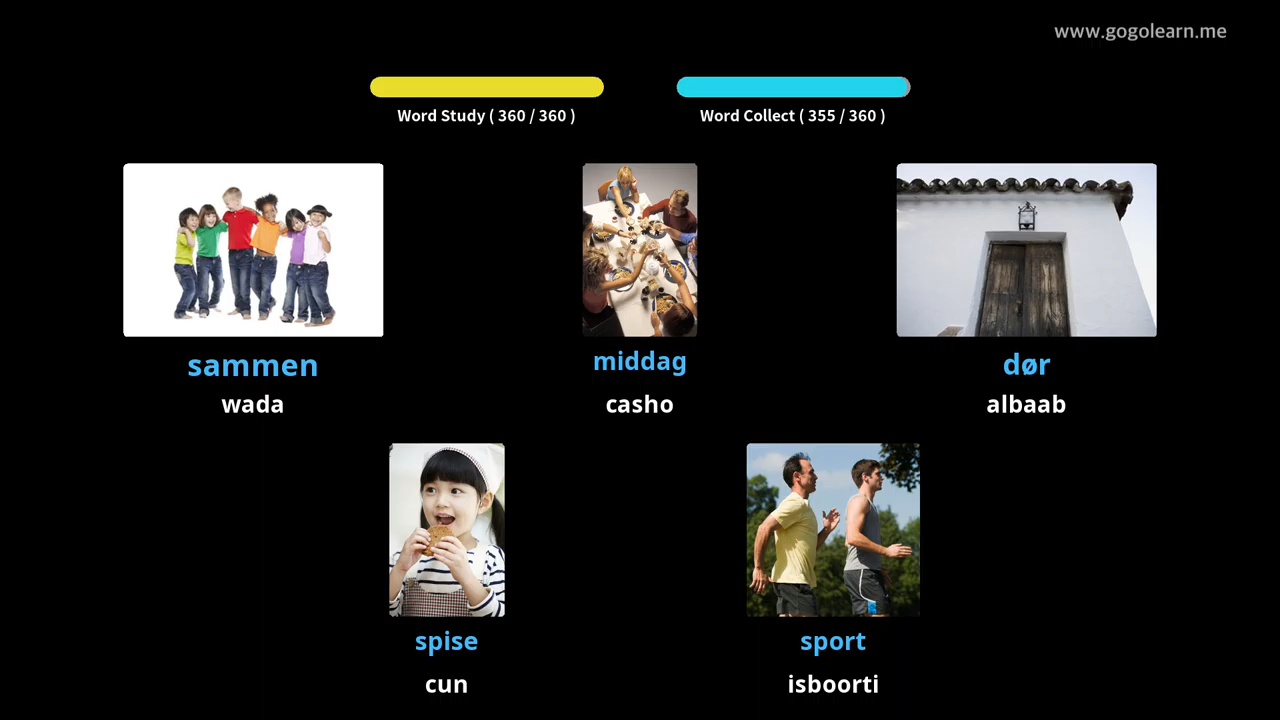 www.gogolearn.me
Word Study ( 360 / 360 )
Word Collect ( 355 / 360 )
sammen
wada
middag
casho
dør
albaab
spise
cun
sport
isboorti